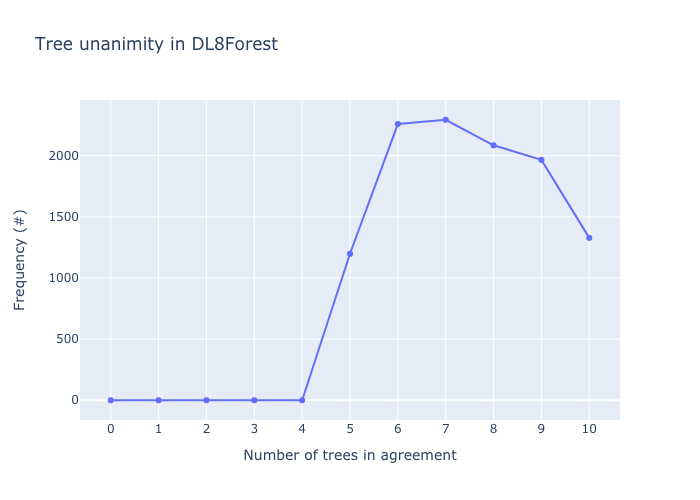 Tree unanimity in DL8Forest
Frequency (#)
2000
1500
1000
500
0
0 1 2 3 4 5 6 7 8 9 10
Number of trees in agreement